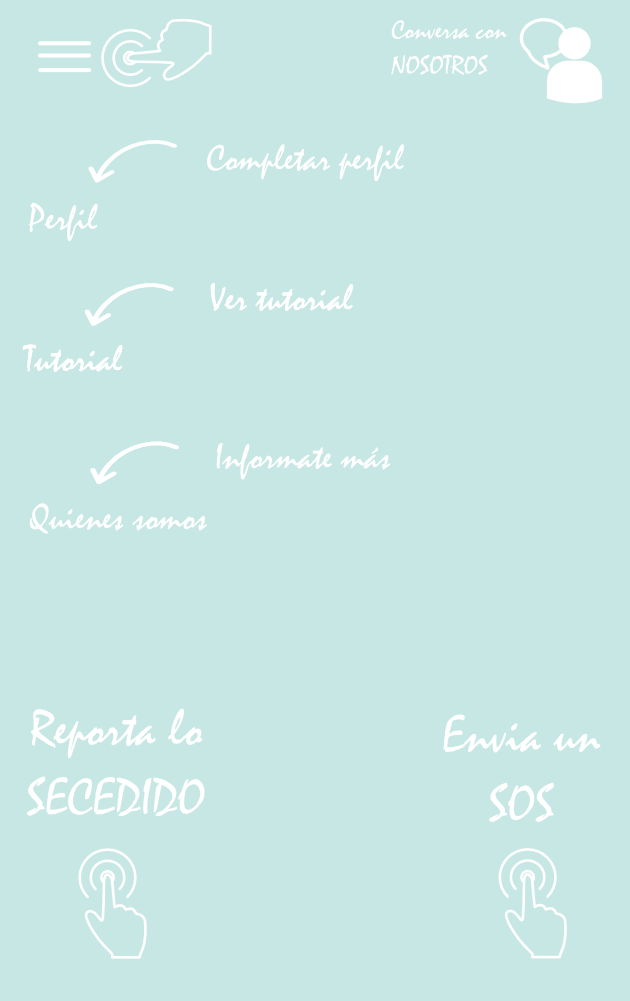 Conversa con
NOSOTROS
Completar perfil
Perfil
Ver tutorial
Tutorial
Informate más
Quienes somos
Reporta lo
SECEDIDO
Envia un
SOS